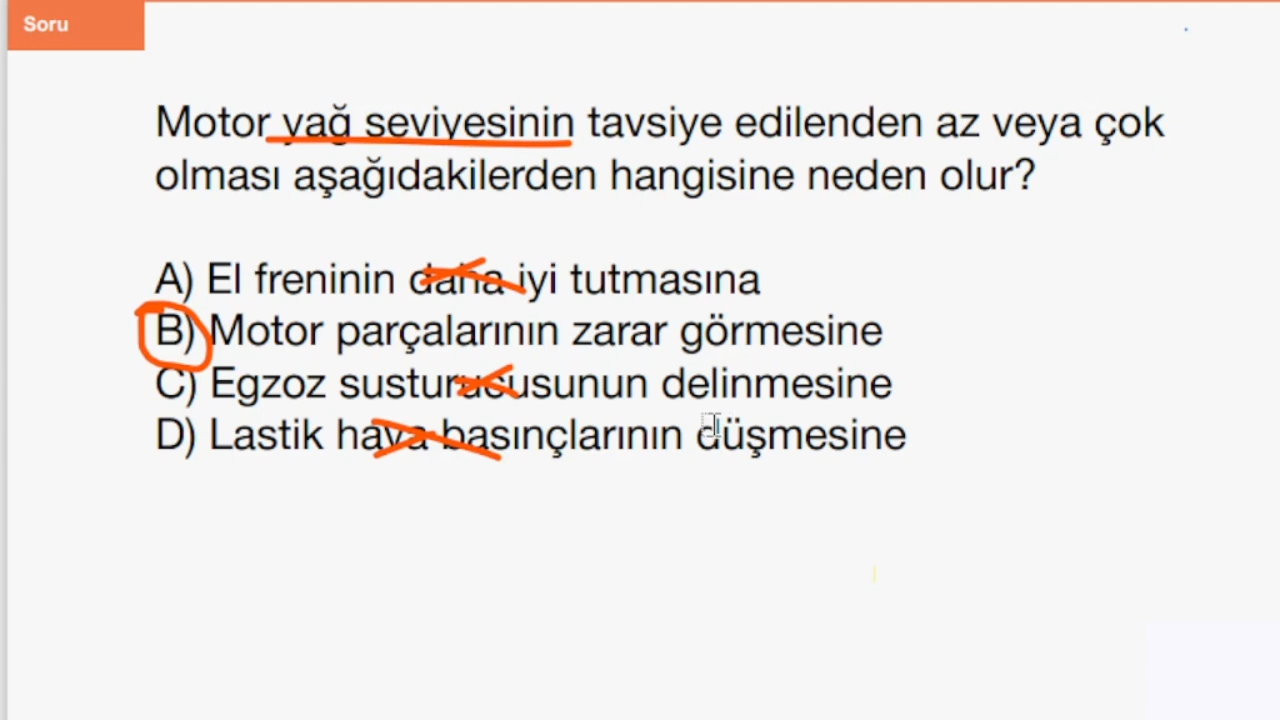 Soru
Motor yağ seviyesinin tavsiye edilenden az veya çok
olması aşağıdakilerden hangisine neden olur?
A) El freninin daha iyi tutmasına
B) Motor parçalarının zarar görmesine
C) Egzoz susturucusunun delinmesine
D) Lastik hava basınçlarının düşmesine